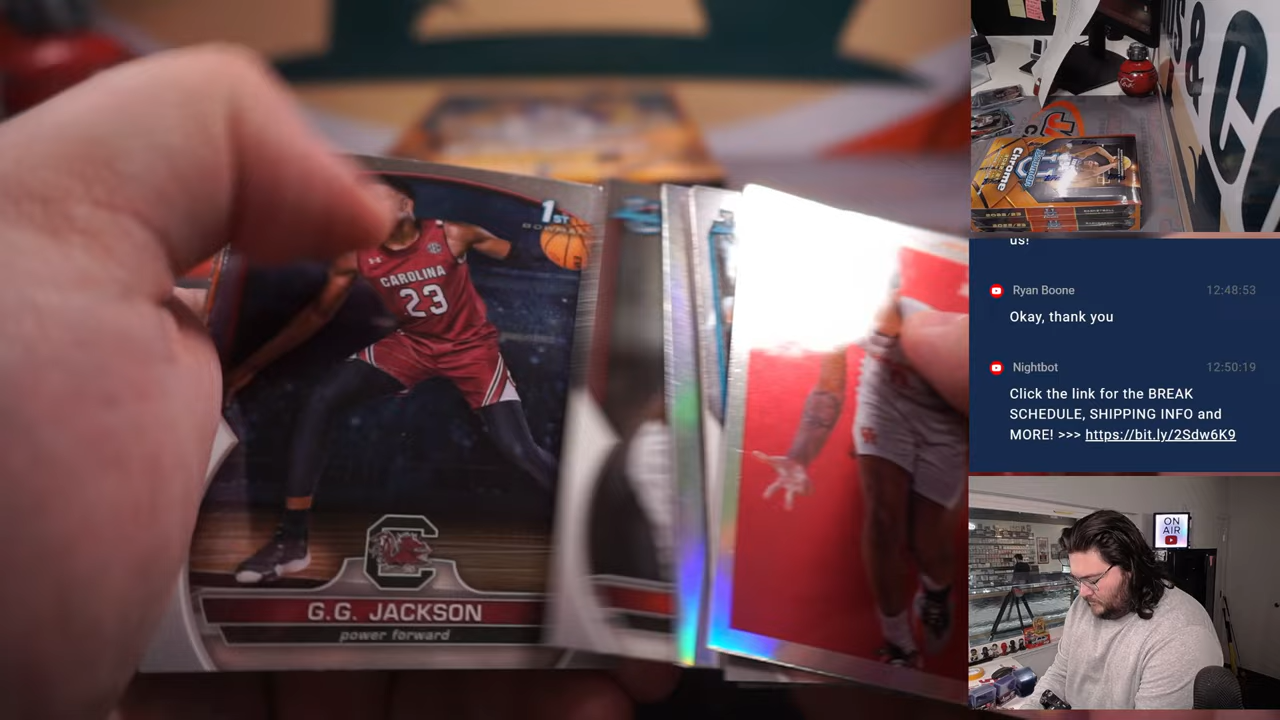 1ST
CAROLINA
23
G.G. JACKSON
power forward
S & C
Chrome
us!
Ryan Boone 12:48:53
Okay, thank you
Nightbot 12:50:19
Click the link for the BREAK
SCHEDULE, SHIPPING INFO and
MORE! >>> https://bit.ly/2Sdw6K9
ON
AIR